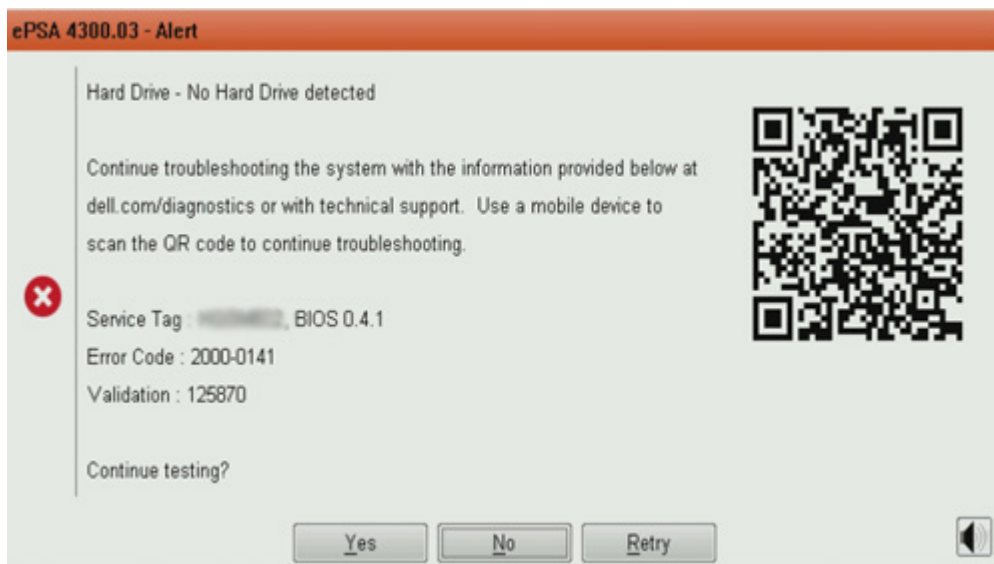 ePSA 4300.03 - Alert
Hard Drive - No Hard Drive detected
Continue troubleshooting the system with the information provided below at
dell.com/diagnostics or with technical support. Use a mobile device to
scan the QR code to continue troubleshooting.
Service Tag : , BIOS 0.4.1
Error Code : 2000-0141
Validation : 125870
Continue testing?
Yes No Retry